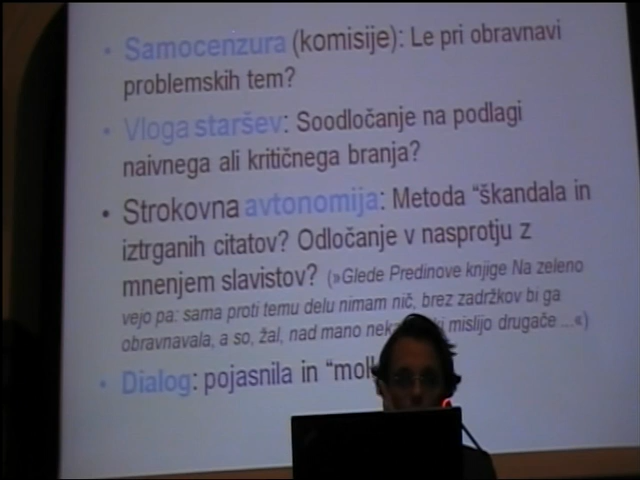 • Samocenzura (komisije): Le pri obravnavi
problemskih tem?
• Vloga staršev: Soodločanje na podlagi
naivnega ali kritičnega branja?
• Strokovna avtonomija: Metoda “škandala in
iztrganih citatov? Odločanje v nasprotju z
mnenjem slavistov? (»Glede Predinove knjige Na zeleno
vejo pa: sama proti temu delu nimam nič, brez zadržkov bi ga
obravnavala, a so, žal, nad mano mislijo drugače ...«)
• Dialog: pojasnila in